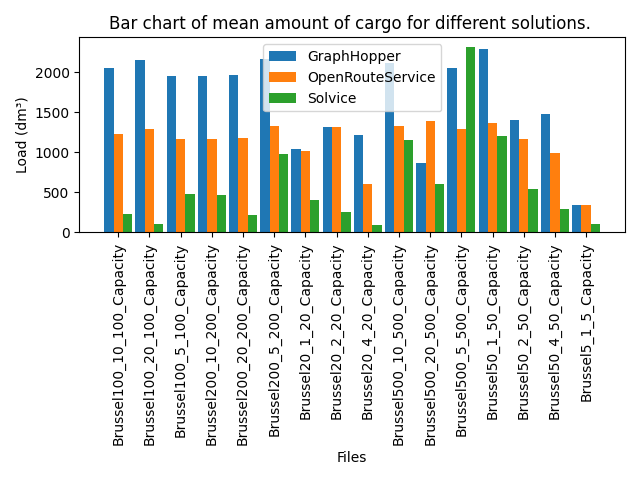 Bar chart of mean amount of cargo for different solutions.
GraphHopper
OpenRouteService
Solvice
Load (dm³)
2000
1500
1000
500
0
Brussel100_10_100_Capacity
Brussel100_20_100_Capacity
Brussel100_5_100_Capacity
Brussel200_10_200_Capacity
Brussel200_20_200_Capacity
Brussel200_5_200_Capacity
Brussel20_1_20_Capacity
Brussel20_2_20_Capacity
Brussel20_4_20_Capacity
Brussel500_10_500_Capacity
Brussel500_20_500_Capacity
Brussel500_5_500_Capacity
Brussel50_1_50_Capacity
Brussel50_2_50_Capacity
Brussel50_4_50_Capacity
Brussel5_1_5_Capacity
Files